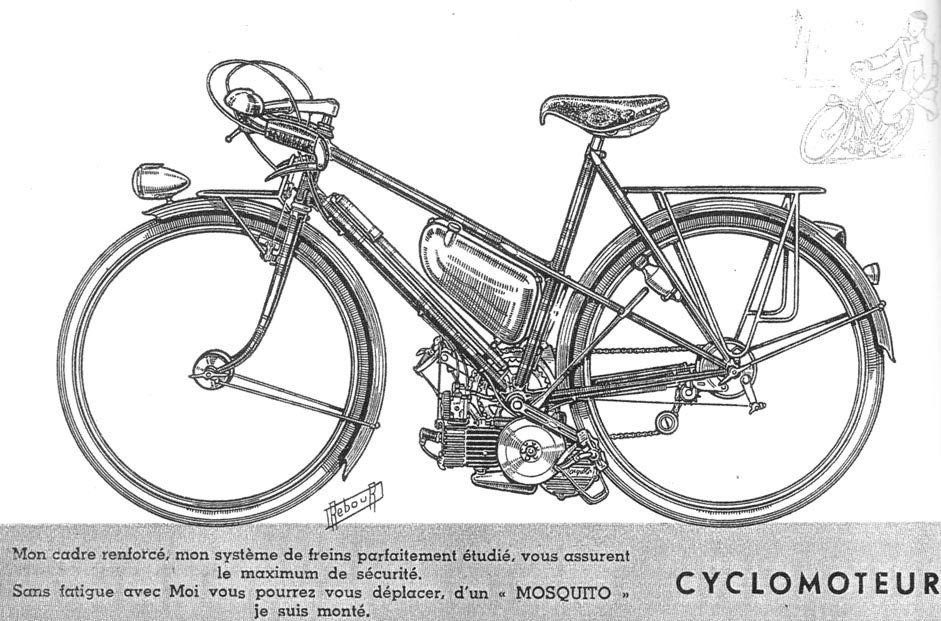 Rebour
Mon cadre renforcé, mon système de freins parfaitement étudié, vous assurent
le maximum de sécurité.
Sans fatigue avec Moi vous pourrez vous déplacer, d'un « MOSQUITO »
je suis monté.
CYCLOMOTEUR